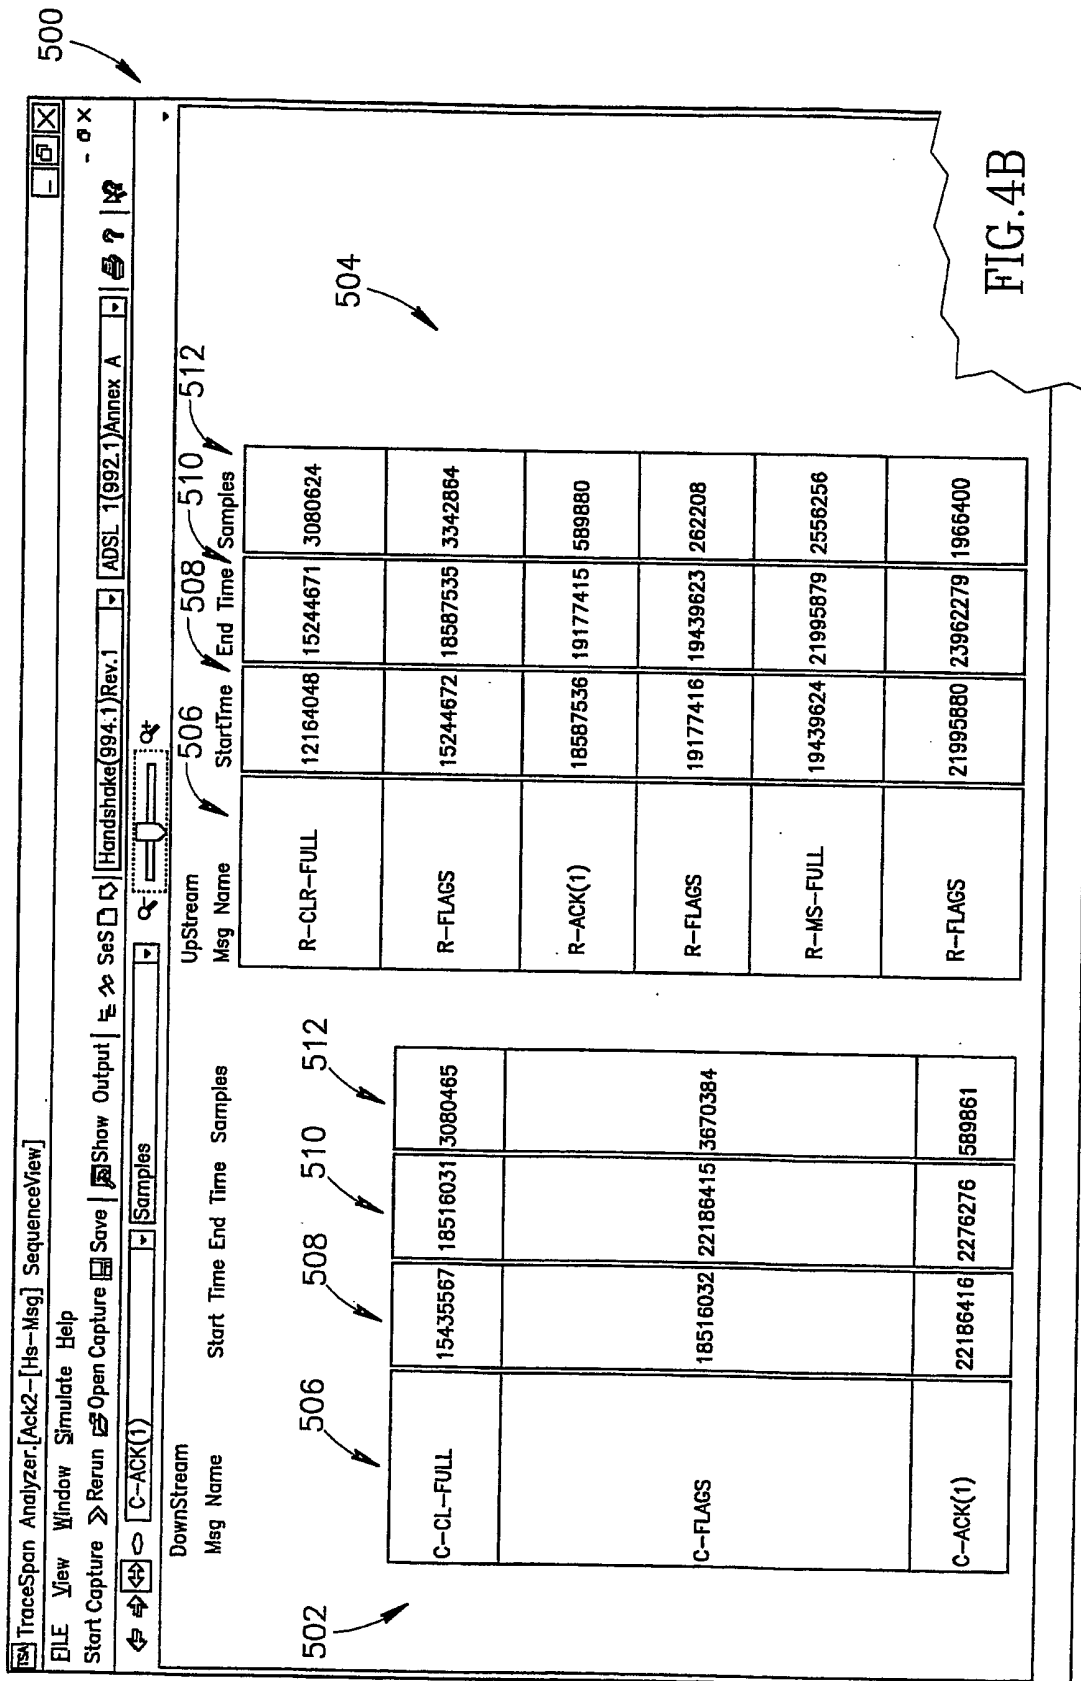 500
TSA TraceSpan Analyzer.[Ack2-[Hs-Msg] SequenceView]
FILE View Window Simulate Help
Start Capture Rerun Open Capture Save Show Output SeS Handshake(994.1)Rev.1 ADSL 1(992.1)Annex A ?
C-ACK(1) Samples
DownStream
Msg Name Start Time End Time Samples
506 508 510 512
C-CL-FULL 15435567 18516031 3080465
C-FLAGS 18516032 22186415 3670384
C-ACK(1) 22186416 2276276 589861
502
UpStream
506 508 510 512
Msg Name StartTme End Time Samples
R-CLR-FULL 12164048 15244671 3080624
R-FLAGS 15244672 18587535 3342864
R-ACK(1) 18587536 19177415 589880
R-FLAGS 19177416 19439623 262208
R-MS-FULL 19439624 21995879 2556256
R-FLAGS 21995880 23962279 1966400
504
FIG.4B